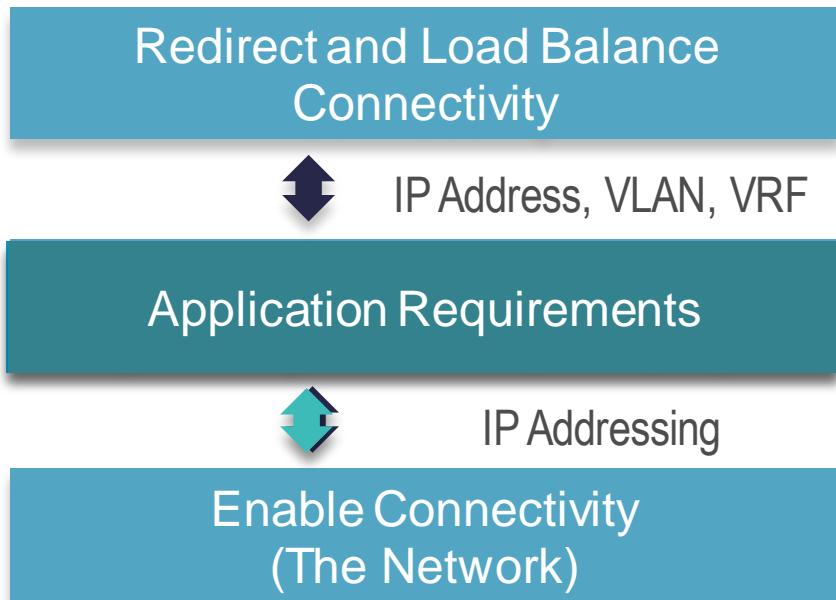 Redirect and Load Balance
Connectivity
IP Address, VLAN, VRF
Application Requirements
IP Addressing
Enable Connectivity
(The Network)